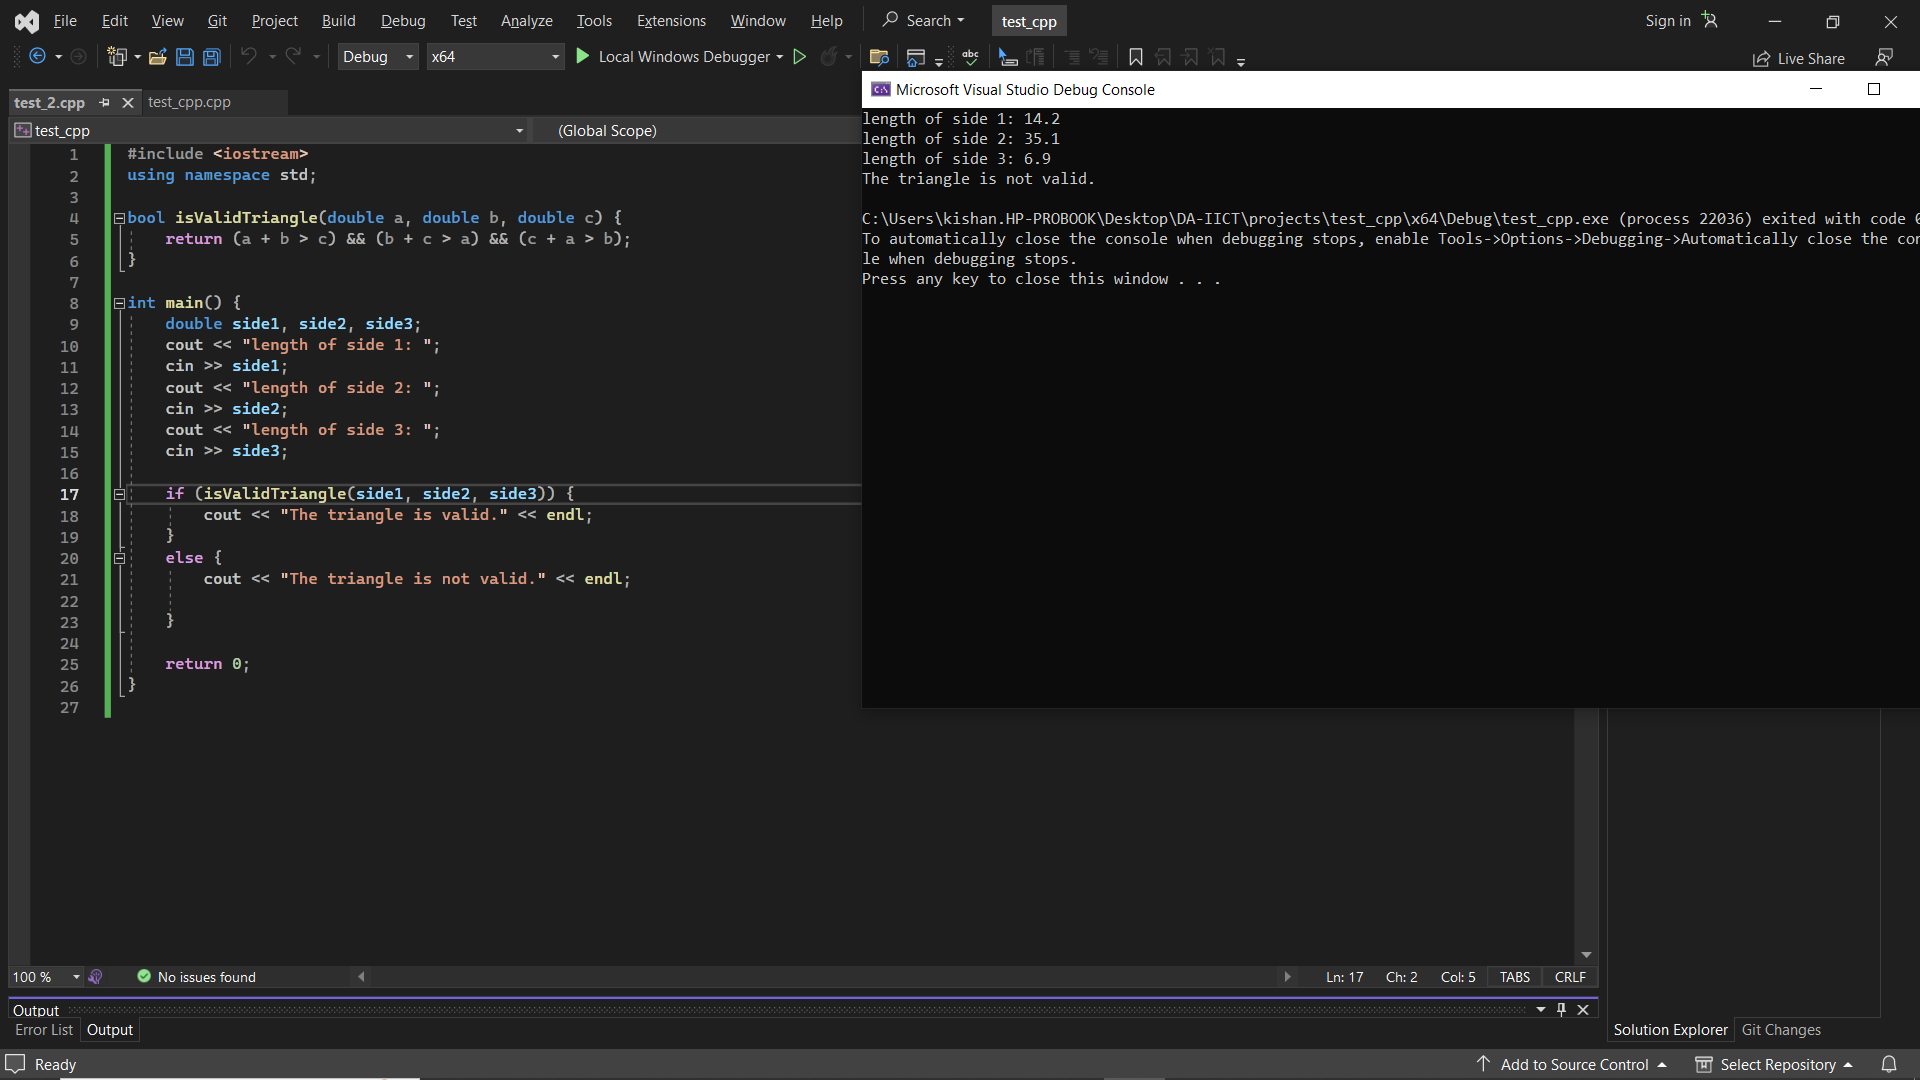 File Edit View Git Project Build Debug Test Analyze Tools Extensions Window Help Search test_cpp Sign in
Debug x64 Local Windows Debugger abc Live Share
test_2.cpp test_cpp.cpp
test_cpp (Global Scope)
1 #include <iostream>
2 using namespace std;
3
4 bool isValidTriangle(double a, double b, double c) {
5 return (a + b > c) && (b + c > a) && (c + a > b);
6 }
7
8 int main() {
9 double side1, side2, side3;
10 cout << "length of side 1: ";
11 cin >> side1;
12 cout << "length of side 2: ";
13 cin >> side2;
14 cout << "length of side 3: ";
15 cin >> side3;
16
17 if (isValidTriangle(side1, side2, side3)) {
18 cout << "The triangle is valid." << endl;
19 }
20 else {
21 cout << "The triangle is not valid." << endl;
22
23 }
24
25 return 0;
26 }
27
Microsoft Visual Studio Debug Console
length of side 1: 14.2
length of side 2: 35.1
length of side 3: 6.9
The triangle is not valid.
C:\Users\kishan.HP-PROBOOK\Desktop\DA-IICT\projects\test_cpp\x64\Debug\test_cpp.exe (process 22036) exited with code 0
To automatically close the console when debugging stops, enable Tools->Options->Debugging->Automatically close the con
le when debugging stops.
Press any key to close this window . . .
100 % No issues found Ln: 17 Ch: 2 Col: 5 TABS CRLF
Output
Error List Output
Solution Explorer Git Changes
Ready Add to Source Control Select Repository